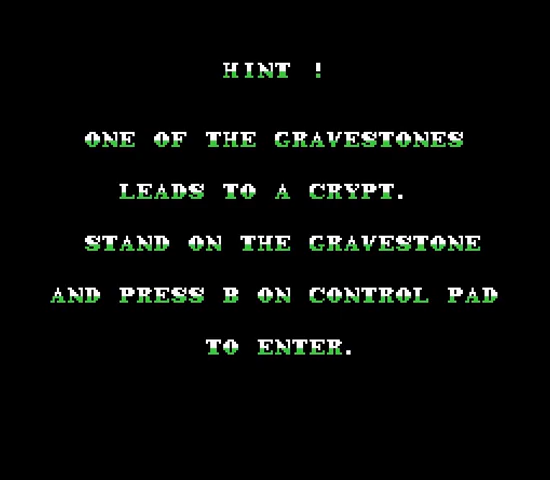 HINT !
ONE OF THE GRAVESTONES
LEADS TO A CRYPT.
STAND ON THE GRAVESTONE
AND PRESS B ON CONTROL PAD
TO ENTER.